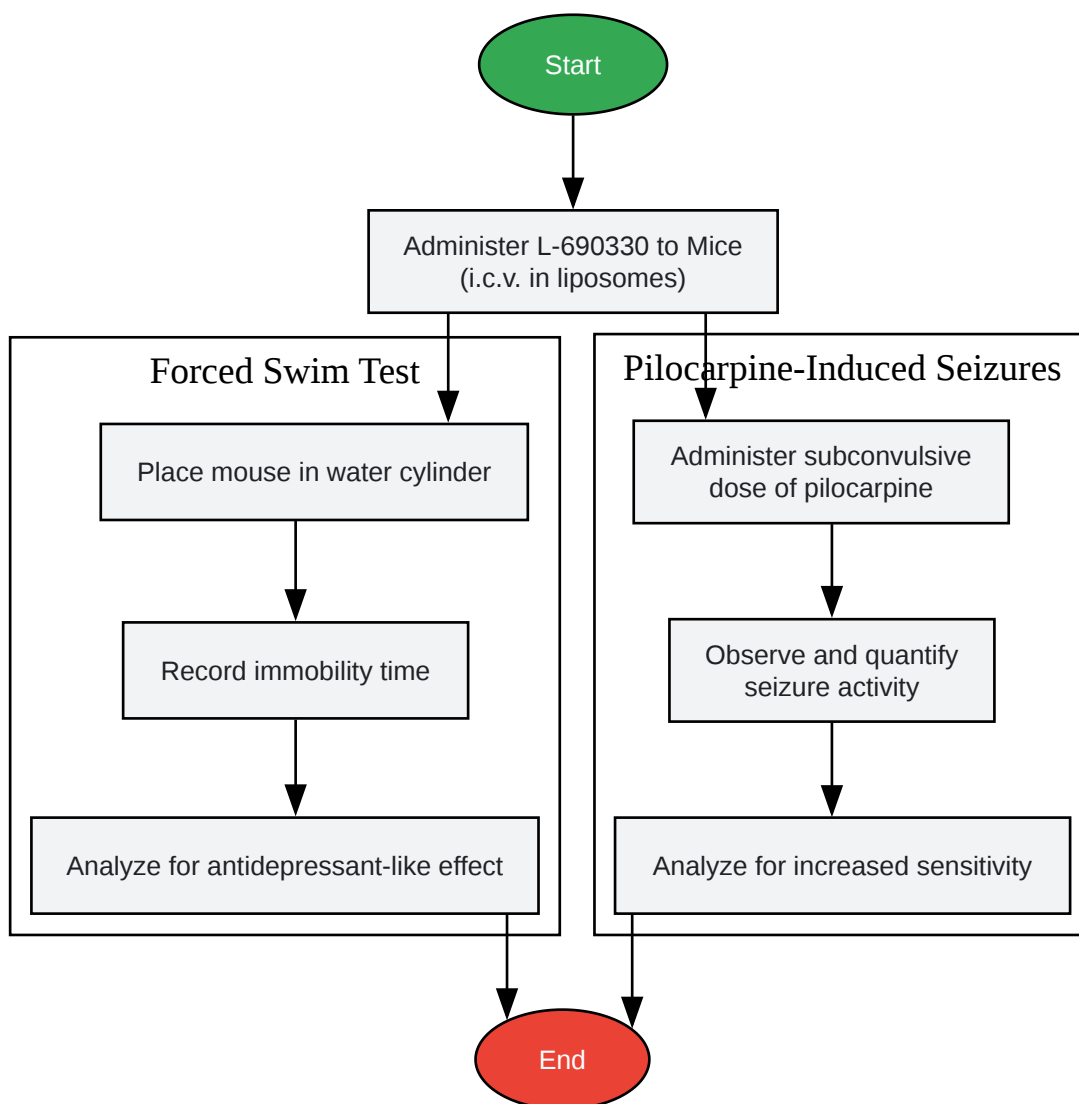 Start
Administer L-690330 to Mice
(i.c.v. in liposomes)
Forced Swim Test
Place mouse in water cylinder
Record immobility time
Analyze for antidepressant-like effect
Pilocarpine-Induced Seizures
Administer subconvulsive
dose of pilocarpine
Observe and quantify
seizure activity
Analyze for increased sensitivity
End